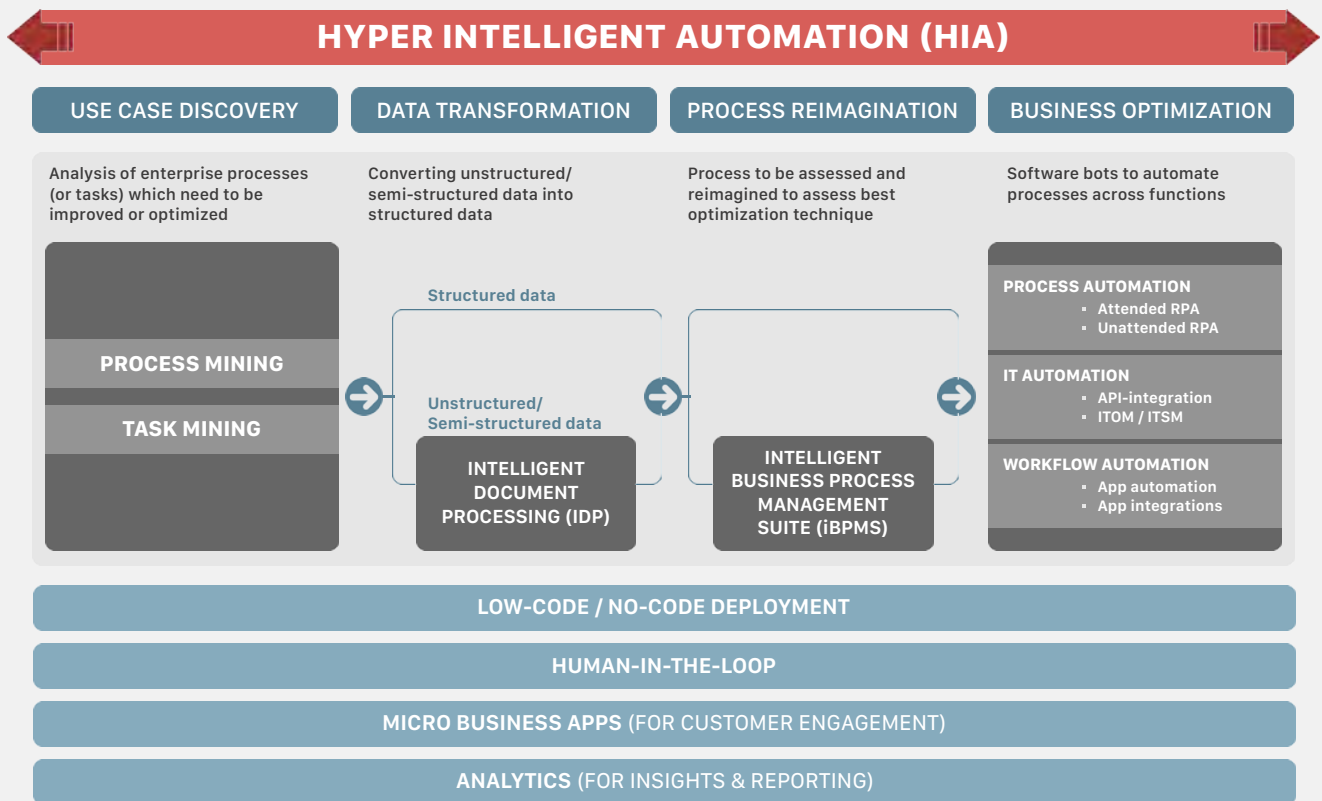 HYPER INTELLIGENT AUTOMATION (HIA)
USE CASE DISCOVERY
DATA TRANSFORMATION
PROCESS REIMAGINATION
BUSINESS OPTIMIZATION
Analysis of enterprise processes
(or tasks) which need to be
improved or optimized
Converting unstructured/
semi-structured data into
structured data
Process to be assessed and
reimagined to assess best
optimization technique
Software bots to automate
processes across functions
PROCESS MINING
TASK MINING
Structured data
Unstructured/
Semi-structured data
INTELLIGENT
DOCUMENT
PROCESSING (IDP)
INTELLIGENT
BUSINESS PROCESS
MANAGEMENT
SUITE (iBPMS)
PROCESS AUTOMATION
▪ Attended RPA
▪ Unattended RPA
IT AUTOMATION
▪ API-integration
▪ ITOM / ITSM
WORKFLOW AUTOMATION
▪ App automation
▪ App integrations
LOW-CODE / NO-CODE DEPLOYMENT
HUMAN-IN-THE-LOOP
MICRO BUSINESS APPS (FOR CUSTOMER ENGAGEMENT)
ANALYTICS (FOR INSIGHTS & REPORTING)